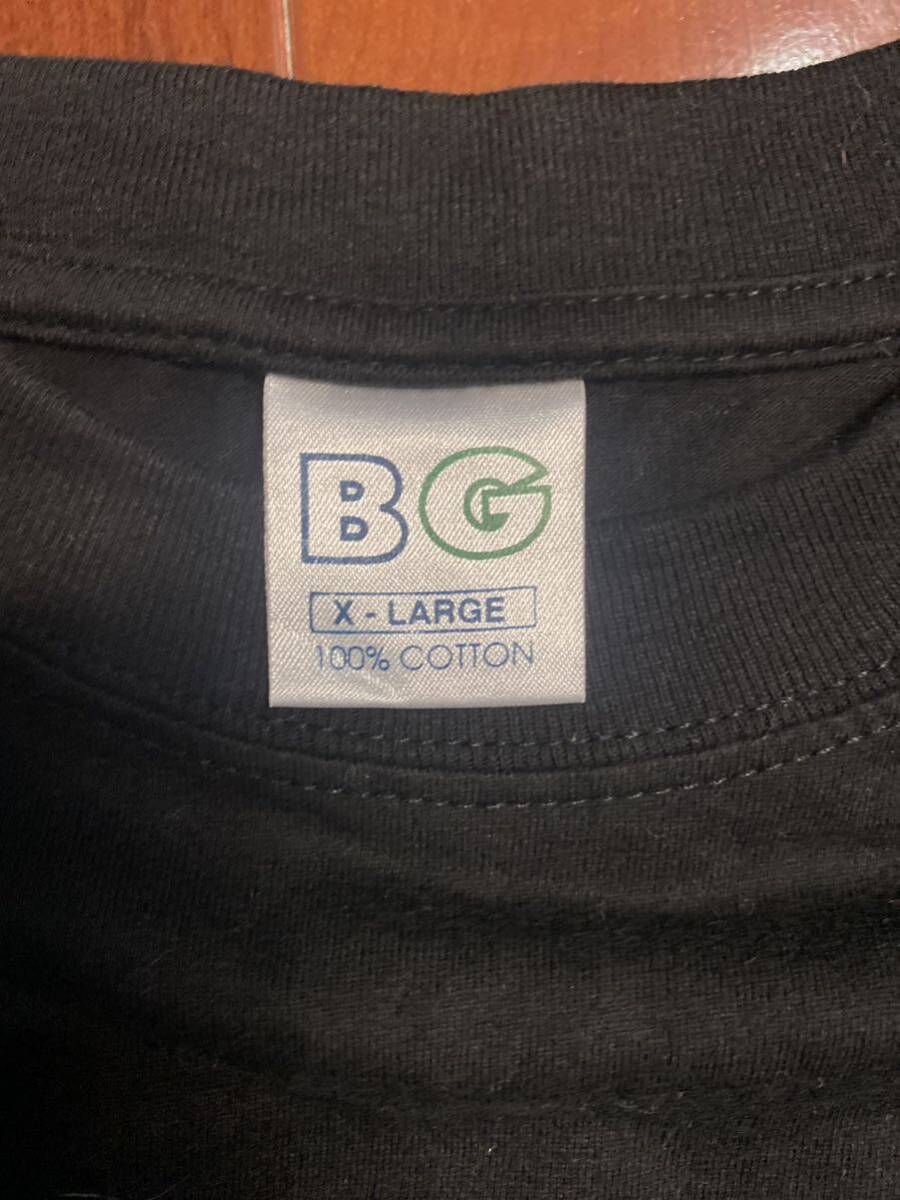 BG
X - LARGE
100% COTTON